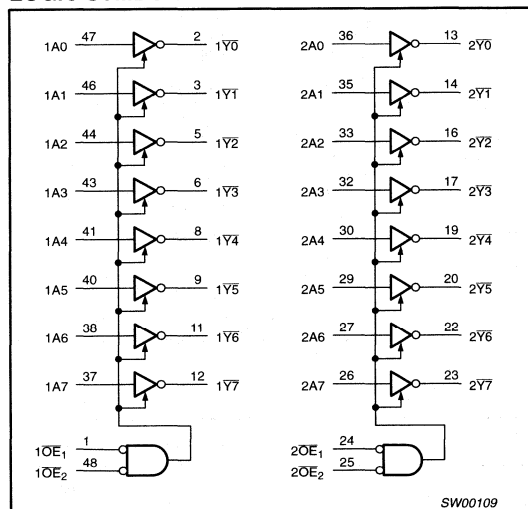 1A0 47 2 1Y0 2A0 36 13 2Y0
1A1 46 3 1Y1 2A1 35 14 2Y1
1A2 44 5 1Y2 2A2 33 16 2Y2
1A3 43 6 1Y3 2A3 32 17 2Y3
1A4 41 8 1Y4 2A4 30 19 2Y4
1A5 40 9 1Y5 2A5 29 20 2Y5
1A6 38 11 1Y6 2A6 27 22 2Y6
1A7 37 12 1Y7 2A7 26 23 2Y7
1OE1 1 2OE1 24
1OE2 48 2OE2 25
SW00109